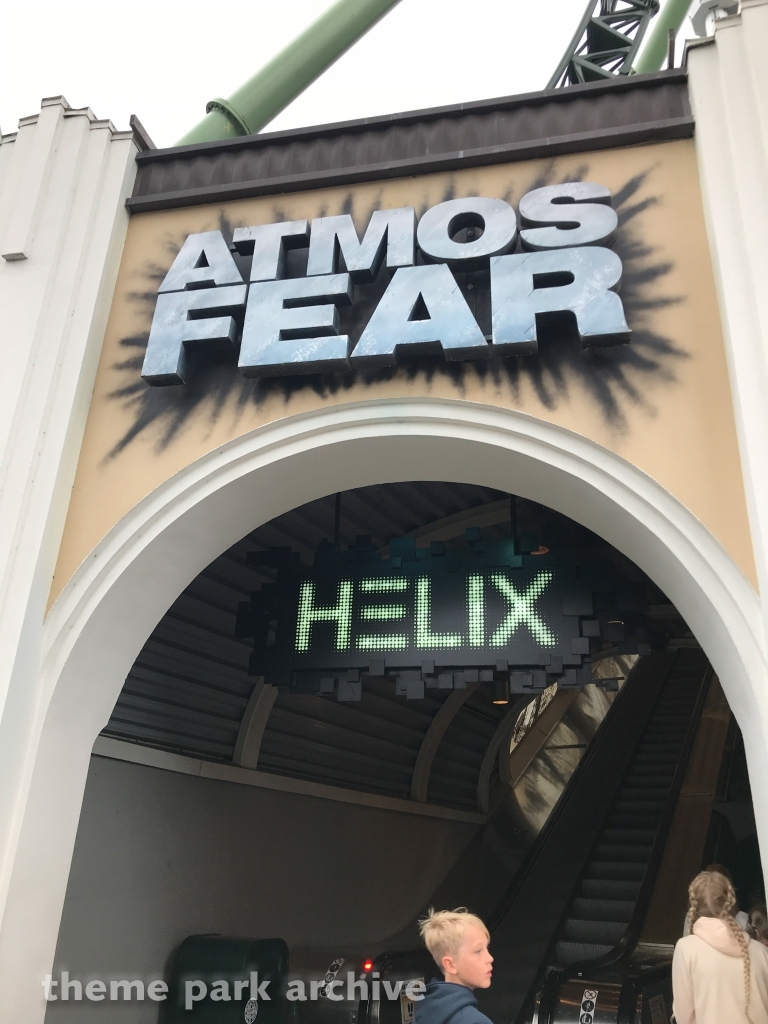 ATMOS
FEAR
HELIX
theme park archive